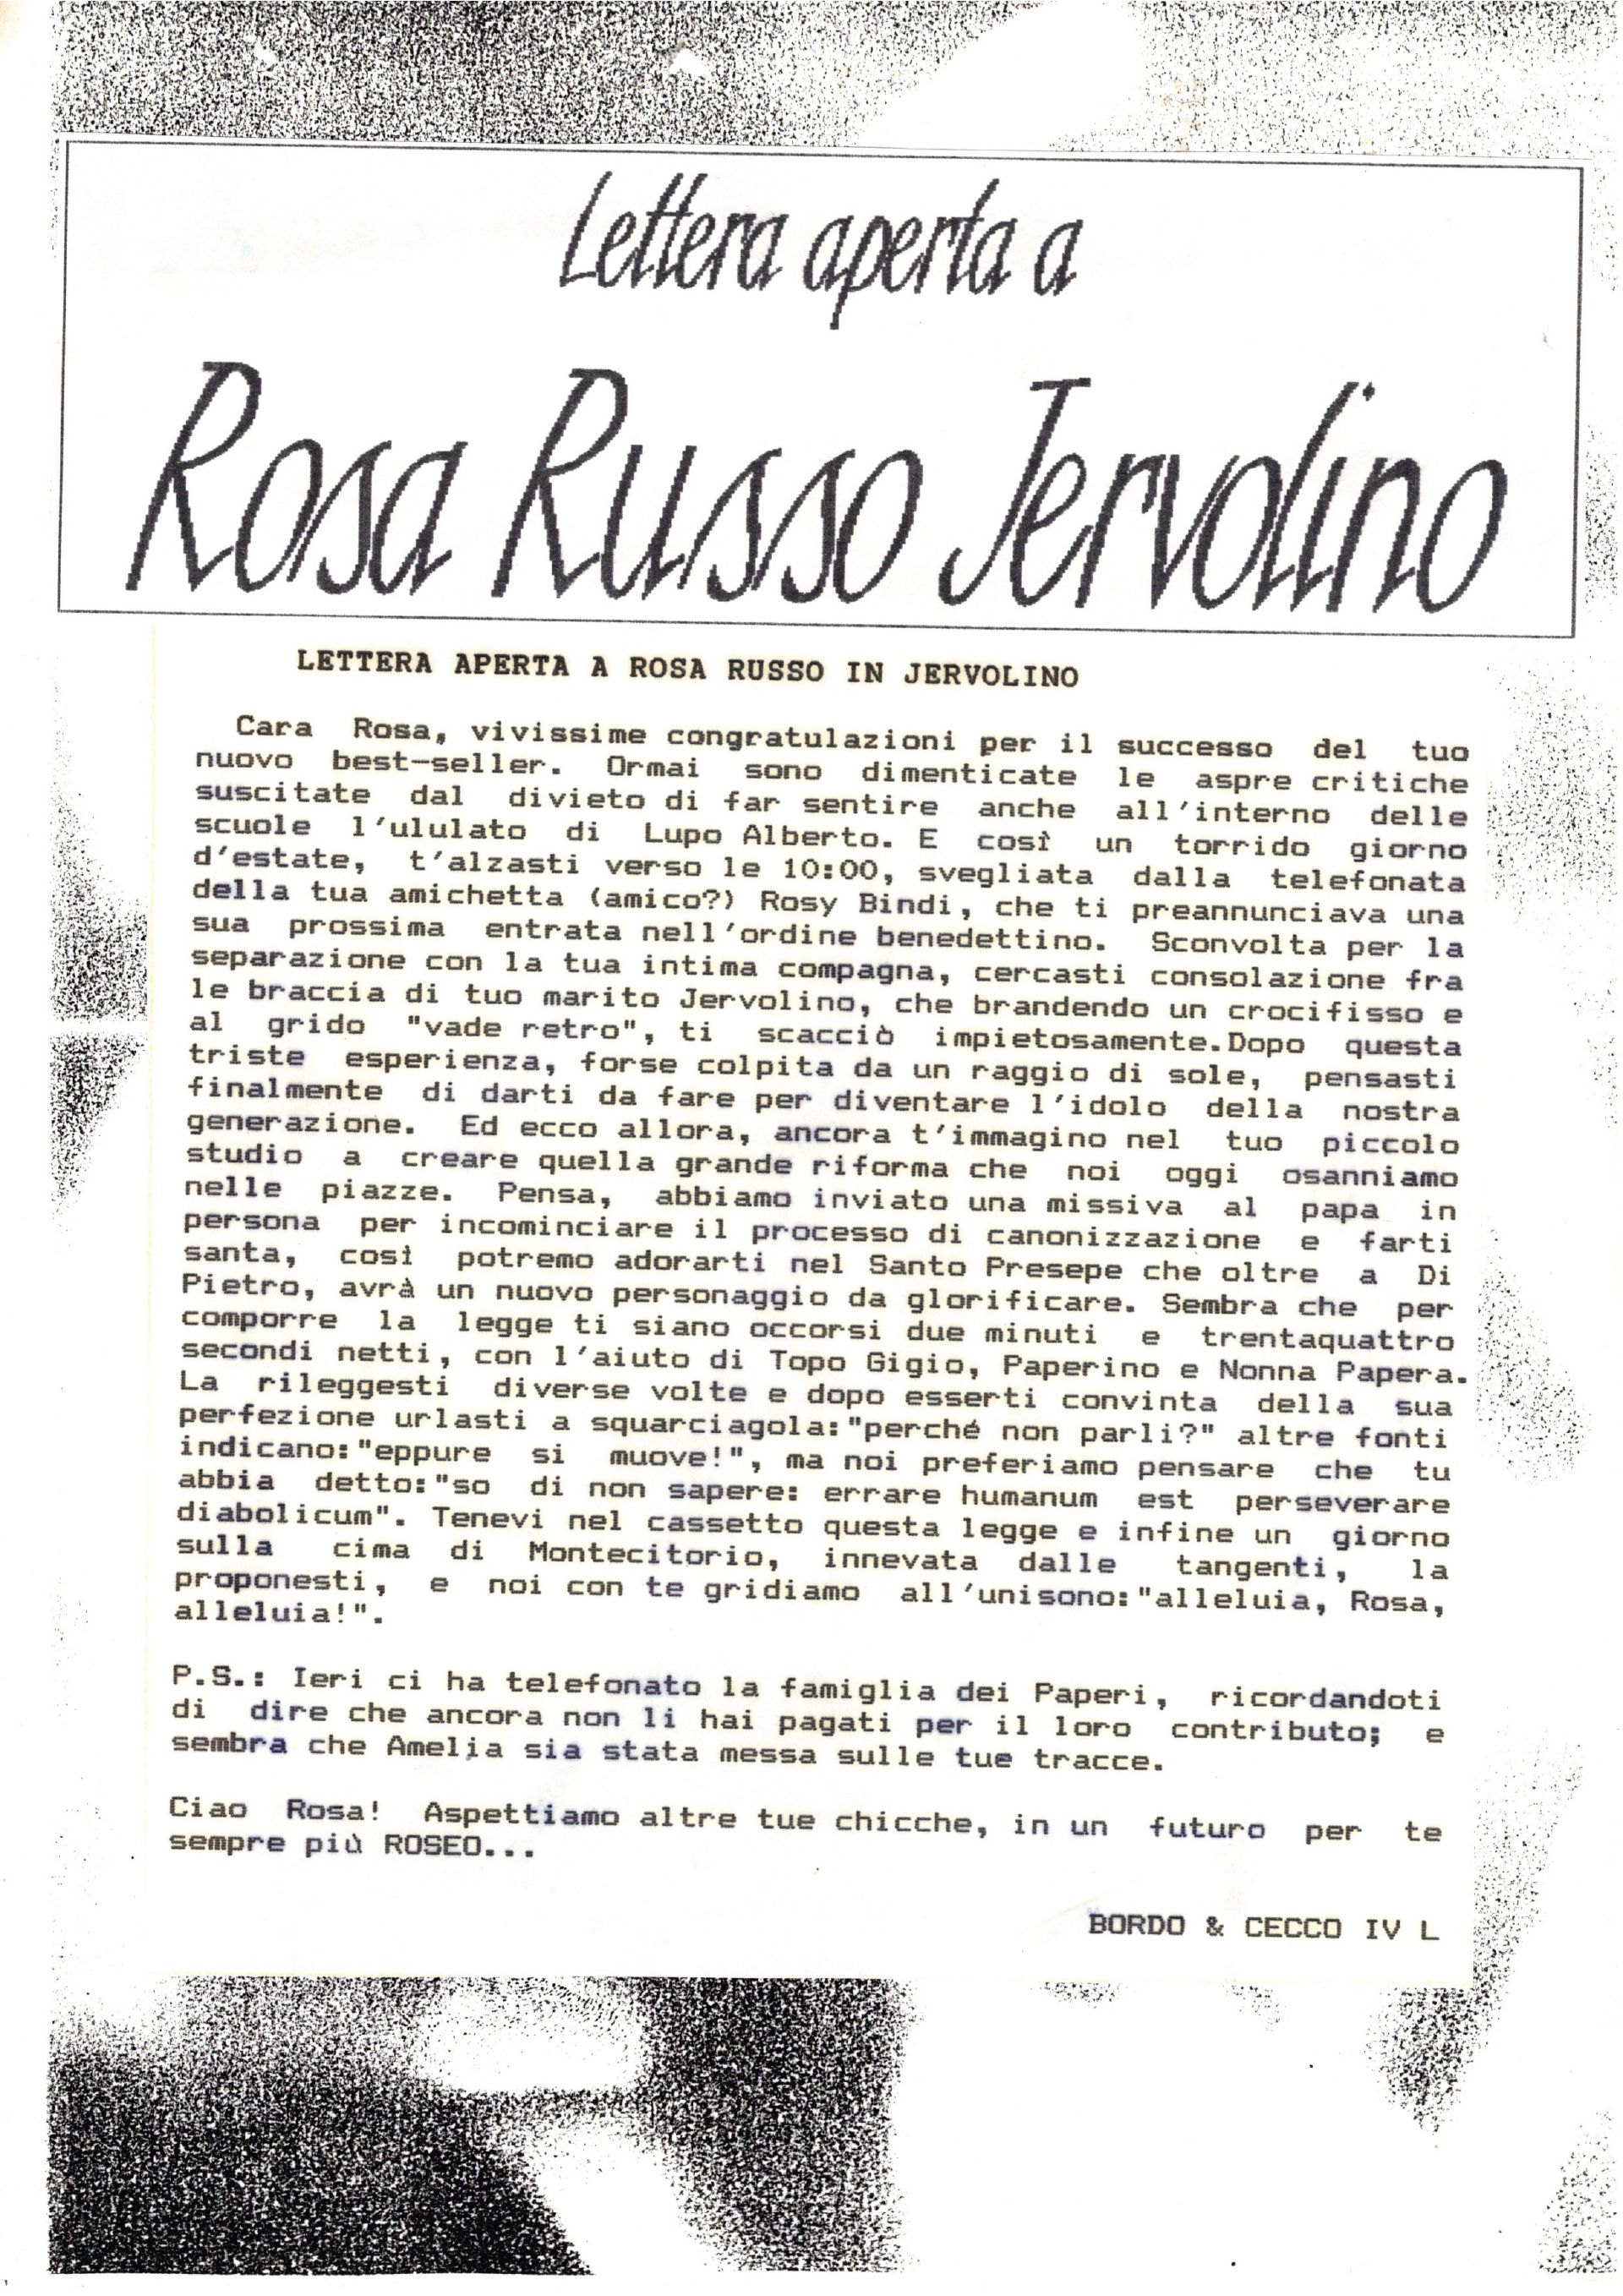 Lettera aperta a
Rosa Russo Jervolino
LETTERA APERTA A ROSA RUSSO IN JERVOLINO
Cara Rosa, vivissime congratulazioni per il successo del tuo
nuovo best-seller. Ormai sono dimenticate le aspre critiche
suscitate dal divieto di far sentire anche all'interno delle
scuole l'ululato di Lupo Alberto. E così un torrido giorno
d'estate, t'alzasti verso le 10:00, svegliata dalla telefonata
della tua amichetta (amico?) Rosy Bindi, che ti preannunciava una
sua prossima entrata nell'ordine benedettino. Sconvolta per la
separazione con la tua intima compagna, cercasti consolazione fra
le braccia di tuo marito Jervolino, che brandendo un crocifisso e
al grido "vade retro", ti scacciò impietosamente.Dopo questa
triste esperienza, forse colpita da un raggio di sole, pensasti
finalmente di darti da fare per diventare l'idolo della nostra
generazione. Ed ecco allora, ancora t'immagino nel tuo piccolo
studio a creare quella grande riforma che noi oggi osanniamo
nelle piazze. Pensa, abbiamo inviato una missiva al papa in
persona per incominciare il processo di canonizzazione e farti
santa, così potremo adorarti nel Santo Presepe che oltre a Di
Pietro, avrà un nuovo personaggio da glorificare. Sembra che per
comporre la legge ti siano occorsi due minuti e trentaquattro
secondi netti, con l'aiuto di Topo Gigio, Paperino e Nonna Papera.
La rileggesti diverse volte e dopo esserti convinta della sua
perfezione urlasti a squarciagola:"perché non parli?" altre fonti
indicano:"eppure si muove!", ma noi preferiamo pensare che tu
abbia detto:"so di non sapere: errare humanum est perseverare
diabolicum". Tenevi nel cassetto questa legge e infine un giorno
sulla cima di Montecitorio, innevata dalle tangenti, la
proponesti, e noi con te gridiamo all'unisono:"alleluia, Rosa,
alleluia!".
P.S.: Ieri ci ha telefonato la famiglia dei Paperi, ricordandoti
di dire che ancora non li hai pagati per il loro contributo; e
sembra che Amelia sia stata messa sulle tue tracce.
Ciao Rosa! Aspettiamo altre tue chicche, in un futuro per te
sempre più ROSEO...
BORDO & CECCO IV L